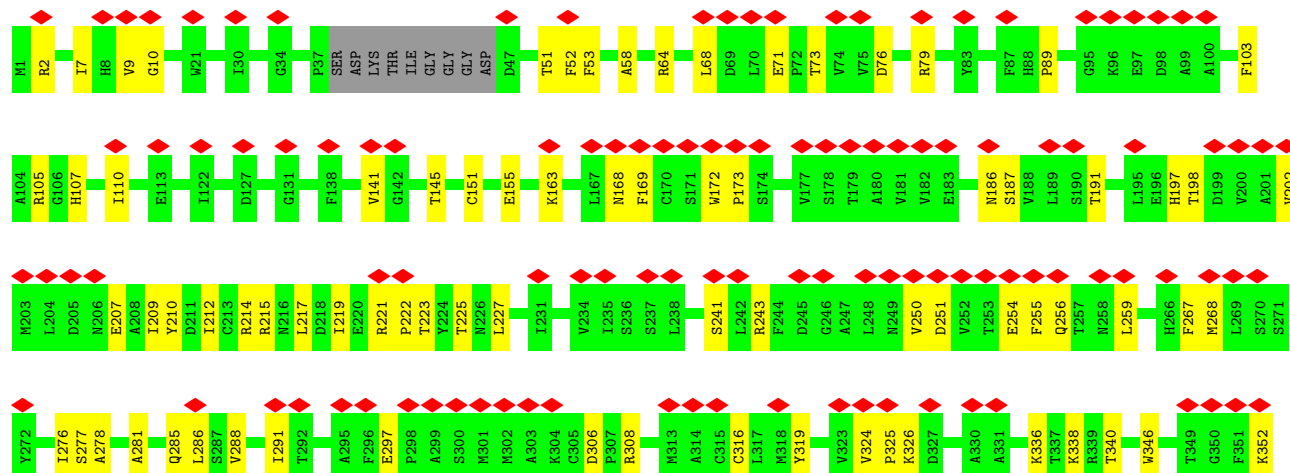 M1 R2 I7 H8 V9 G10 W21 I30 G34 P37 SER ASP LYS THR ILE GLY GLY GLY ASP D47 T51 F52 F53 A58 R64 L68 D69 L70 E71 P72 T73 V74 V75 D76 R79 Y83 F87 H88 P89 G95 K96 E97 D98 A99 A100 F103
A104 R105 G106 H107 I110 E113 I122 D127 G131 F138 V141 G142 T145 C151 E155 K163 L167 N168 F169 C170 S171 W172 P173 S174 V177 S178 T179 A180 V181 V182 E183 N186 S187 V188 L189 S190 T191 L195 E196 H197 T198 D199 V200 A201 V202
M203 L204 D205 N206 E207 A208 I209 Y210 D211 I212 C213 R214 R215 N216 L217 D218 I219 E220 R221 P222 T223 V224 T225 N226 L227 I231 V234 I235 S236 S237 L238 S241 L242 R243 F244 D245 G246 A247 L248 N249 V250 D251 V252 T253 E254 F255 Q256 T257 N258 L259 H266 F267 M268 L269 S270 S271
Y272 I276 S277 A278 A281 Q285 L286 S287 V288 I291 T292 A295 F296 E297 P298 A299 S300 M301 M302 A303 K304 C305 D306 P307 R308 M313 A314 C315 C316 L317 M318 Y319 V323 V324 P325 K326 D327 A330 A331 K336 T337 K338 R339 T340 W346 T349 G350 F351 K352